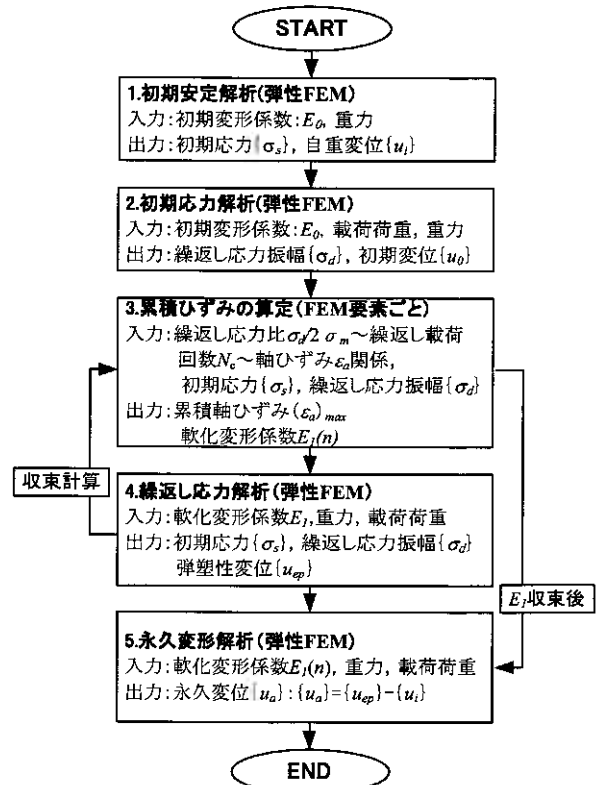 START
1.初期安定解析(弾性FEM)
入力:初期変形係数:E₀, 重力
出力:初期応力{σₛ}, 自重変位{uᵢ}
2.初期応力解析(弾性FEM)
入力:初期変形係数:E₀, 載荷荷重, 重力
出力:繰返し応力振幅{σd}, 初期変位{u₀}
3.累積ひずみの算定(FEM要素ごと)
入力:繰返し応力比σd/2 σm～繰返し載荷
回数Nc～軸ひずみεa関係,
初期応力{σₛ}, 繰返し応力振幅{σd}
出力:累積軸ひずみ(εa)max
軟化変形係数E₁(n)
収束計算
4.繰返し応力解析(弾性FEM)
入力:軟化変形係数E₁,重力, 載荷荷重
出力:初期応力{σₛ}, 繰返し応力振幅{σd}
弾塑性変位{uep}
E₁収束後
5.永久変形解析(弾性FEM)
入力:軟化変形係数E₁(n), 重力, 載荷荷重
出力:永久変位{ua}:{ua}={uep}-{uᵢ}
END